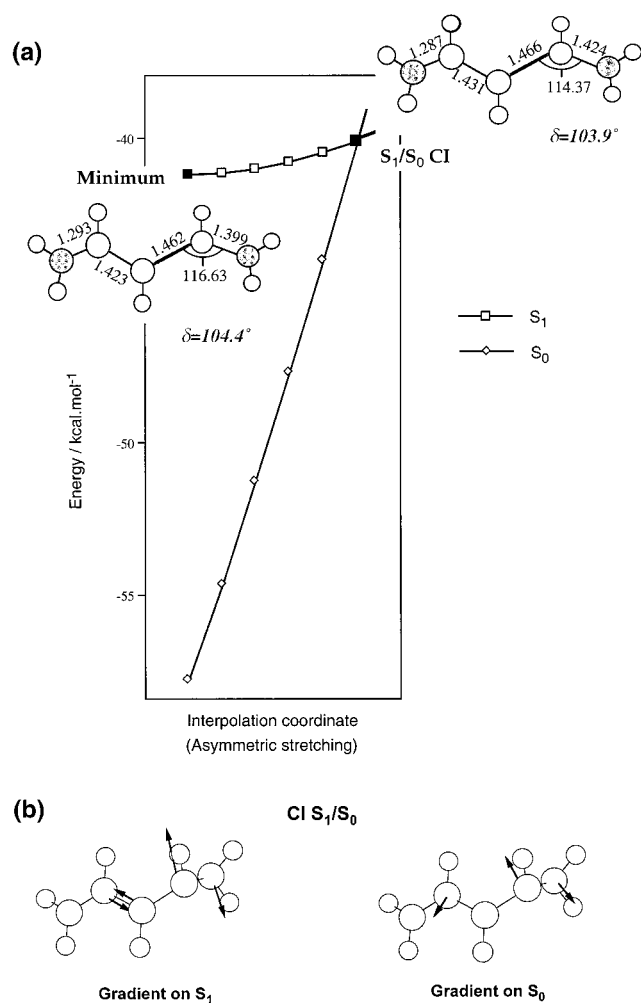 (a)
1.287
1.431
1.466
1.424
114.37
δ=103.9°
-40
S1/S0 CI
Minimum
1.293
1.423
1.462
1.399
116.63
δ=104.4°
S1
S0
Energy / kcal.mol-1
-50
-55
Interpolation coordinate
(Asymmetric stretching)
(b)
CI S1/S0
Gradient on S1
Gradient on S0